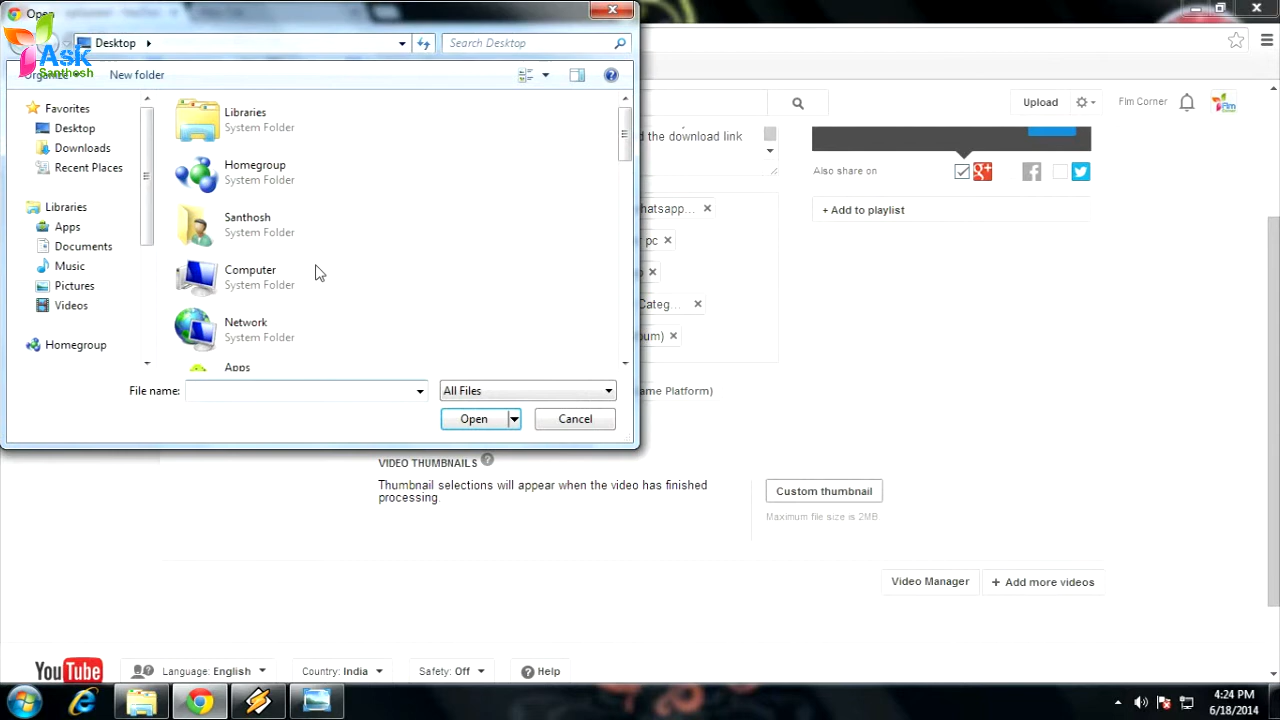 Open
Ask
Santhosh
Desktop
Search Desktop
Organize
New folder
Favorites
Desktop
Downloads
Recent Places
Libraries
Apps
Documents
Music
Pictures
Videos
Homegroup
Libraries
System Folder
Homegroup
System Folder
Santhosh
System Folder
Computer
System Folder
Network
System Folder
Apps
File name:
All Files
Open
Cancel
Upload
Flm Corner
d the download link
Also share on
+ Add to playlist
hatsapp...
pc
Categ...
um)
ame Platform)
VIDEO THUMBNAILS
Thumbnail selections will appear when the video has finished
processing.
Custom thumbnail
Maximum file size is 2MB.
Video Manager
+ Add more videos
YouTube
Language: English
Country: India
Safety: Off
Help
4:24 PM
6/18/2014